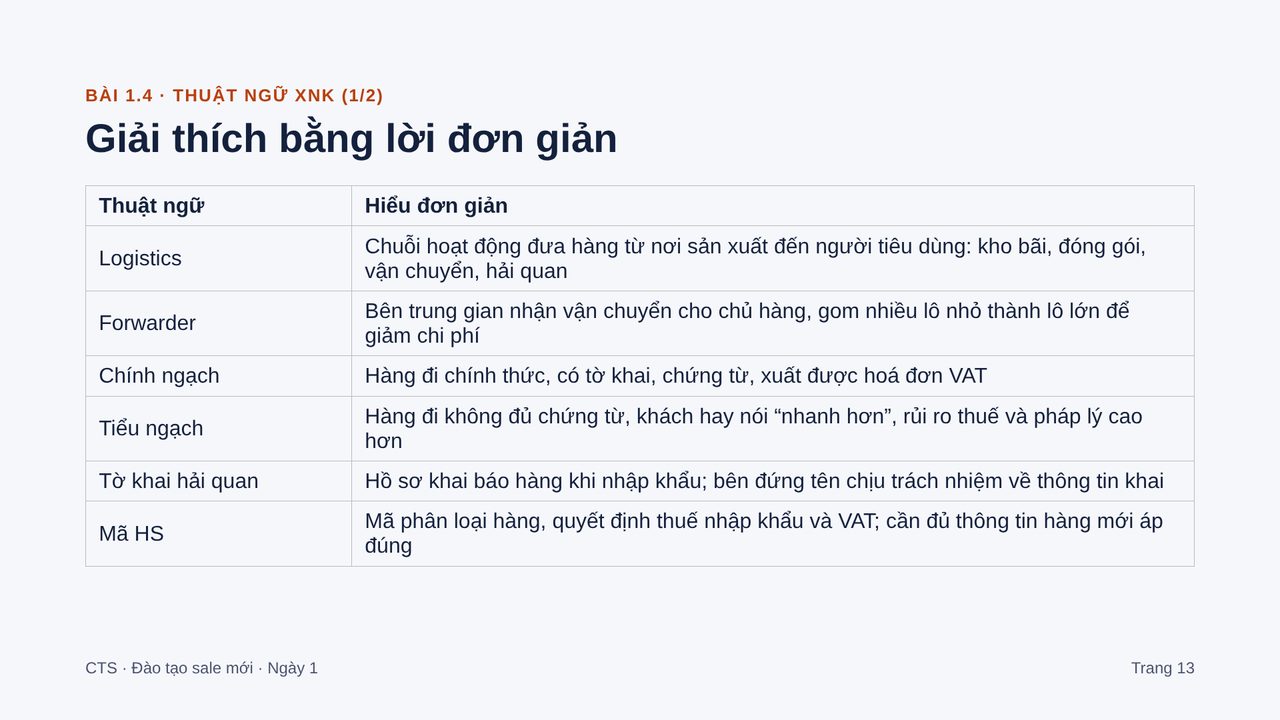 BÀI 1.4 · THUẬT NGỮ XNK (1/2)
Giải thích bằng lời đơn giản
Thuật ngữ
Hiểu đơn giản
Logistics
Chuỗi hoạt động đưa hàng từ nơi sản xuất đến người tiêu dùng: kho bãi, đóng gói,
vận chuyển, hải quan
Forwarder
Bên trung gian nhận vận chuyển cho chủ hàng, gom nhiều lô nhỏ thành lô lớn để
giảm chi phí
Chính ngạch
Hàng đi chính thức, có tờ khai, chứng từ, xuất được hoá đơn VAT
Tiểu ngạch
Hàng đi không đủ chứng từ, khách hay nói “nhanh hơn”, rủi ro thuế và pháp lý cao
hơn
Tờ khai hải quan
Hồ sơ khai báo hàng khi nhập khẩu; bên đứng tên chịu trách nhiệm về thông tin khai
Mã HS
Mã phân loại hàng, quyết định thuế nhập khẩu và VAT; cần đủ thông tin hàng mới áp
đúng
CTS · Đào tạo sale mới · Ngày 1
Trang 13